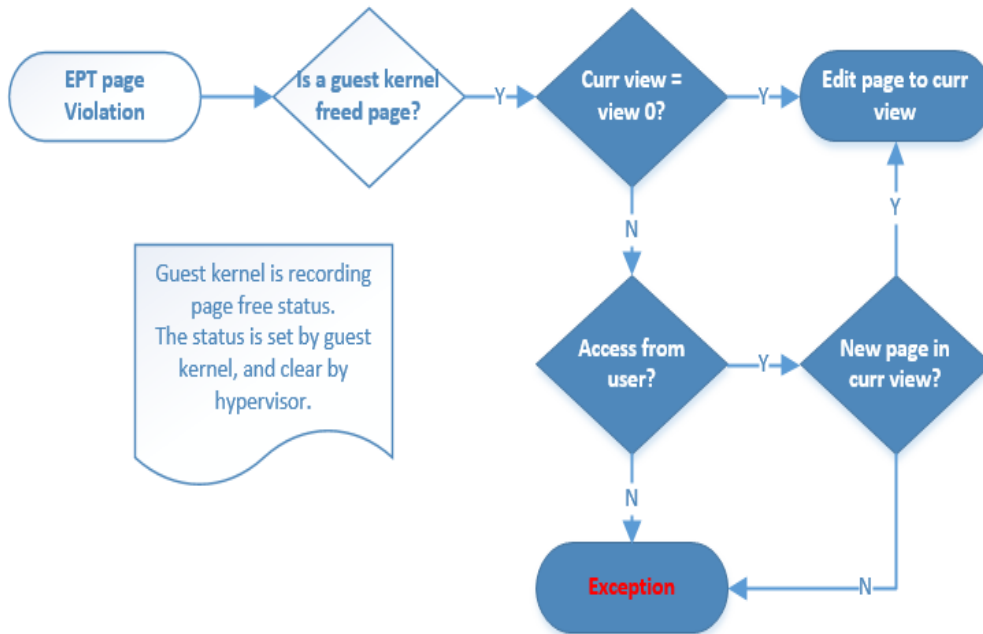 EPT page
Violation
Is a guest kernel
freed page?
Y
Curr view =
view 0?
Y
Edit page to curr
view
N
Y
Guest kernel is recording
page free status.
The status is set by guest
kernel, and clear by
hypervisor.
Access from
user?
Y
New page in
curr view?
N
Exception
N